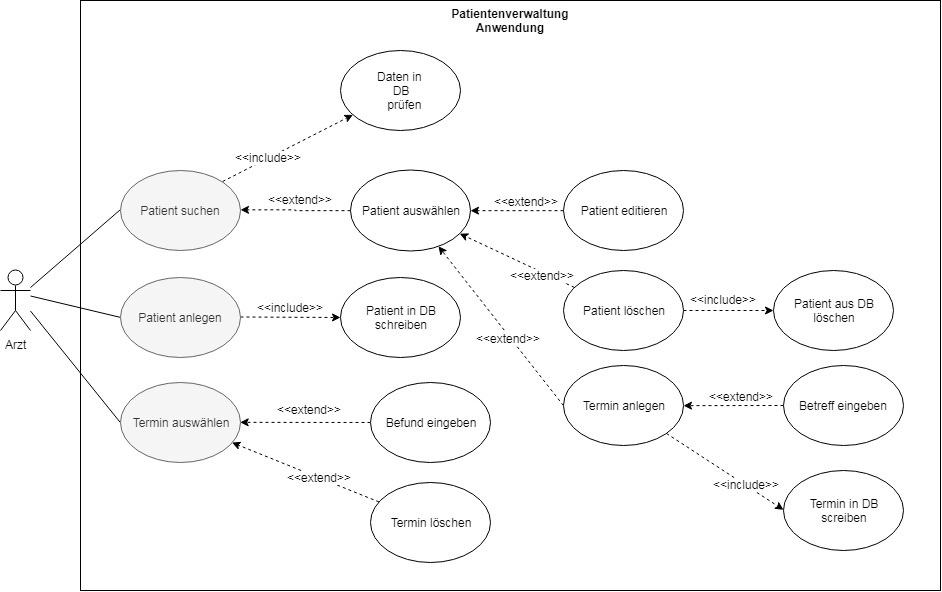 Patientenverwaltung
Anwendung
Daten in
DB
prüfen
<<include>>
Patient suchen
<<extend>>
Patient auswählen
<<extend>>
Patient editieren
<<extend>>
Patient anlegen
<<include>>
Patient in DB
schreiben
Patient löschen
<<include>>
Patient aus DB
löschen
Arzt
<<extend>>
Termin auswählen
<<extend>>
Befund eingeben
Termin anlegen
<<extend>>
Betreff eingeben
<<extend>>
Termin löschen
<<include>>
Termin in DB
screiben